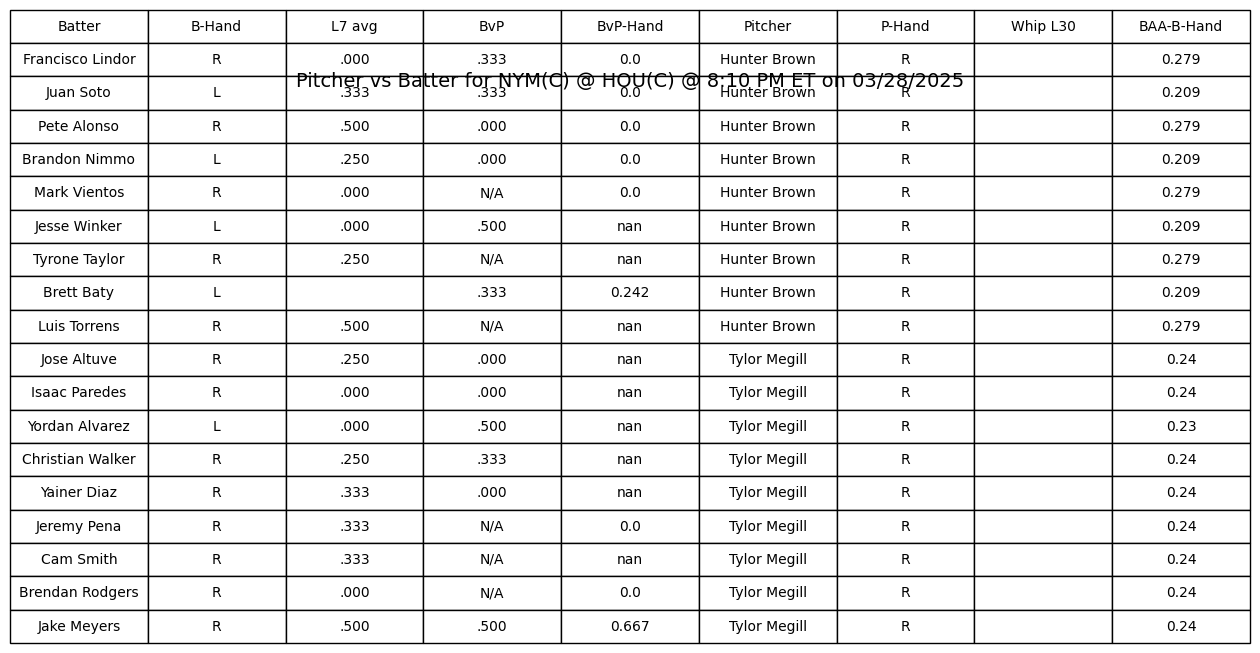 Batter B-Hand L7 avg BvP BvP-Hand Pitcher P-Hand Whip L30 BAA-B-Hand
Francisco Lindor R .000 .333 0.0 Hunter Brown R 0.279
Pitcher vs Batter for NYM(C) @ HOU(C) @ 8:10 PM ET on 03/28/2025
Juan Soto L .333 .333 0.0 Hunter Brown R 0.209
Pete Alonso R .500 .000 0.0 Hunter Brown R 0.279
Brandon Nimmo L .250 .000 0.0 Hunter Brown R 0.209
Mark Vientos R .000 N/A 0.0 Hunter Brown R 0.279
Jesse Winker L .000 .500 nan Hunter Brown R 0.209
Tyrone Taylor R .250 N/A nan Hunter Brown R 0.279
Brett Baty L .333 0.242 Hunter Brown R 0.209
Luis Torrens R .500 N/A nan Hunter Brown R 0.279
Jose Altuve R .250 .000 nan Tylor Megill R 0.24
Isaac Paredes R .000 .000 nan Tylor Megill R 0.24
Yordan Alvarez L .000 .500 nan Tylor Megill R 0.23
Christian Walker R .250 .333 nan Tylor Megill R 0.24
Yainer Diaz R .333 .000 nan Tylor Megill R 0.24
Jeremy Pena R .333 N/A 0.0 Tylor Megill R 0.24
Cam Smith R .333 N/A nan Tylor Megill R 0.24
Brendan Rodgers R .000 N/A 0.0 Tylor Megill R 0.24
Jake Meyers R .500 .500 0.667 Tylor Megill R 0.24